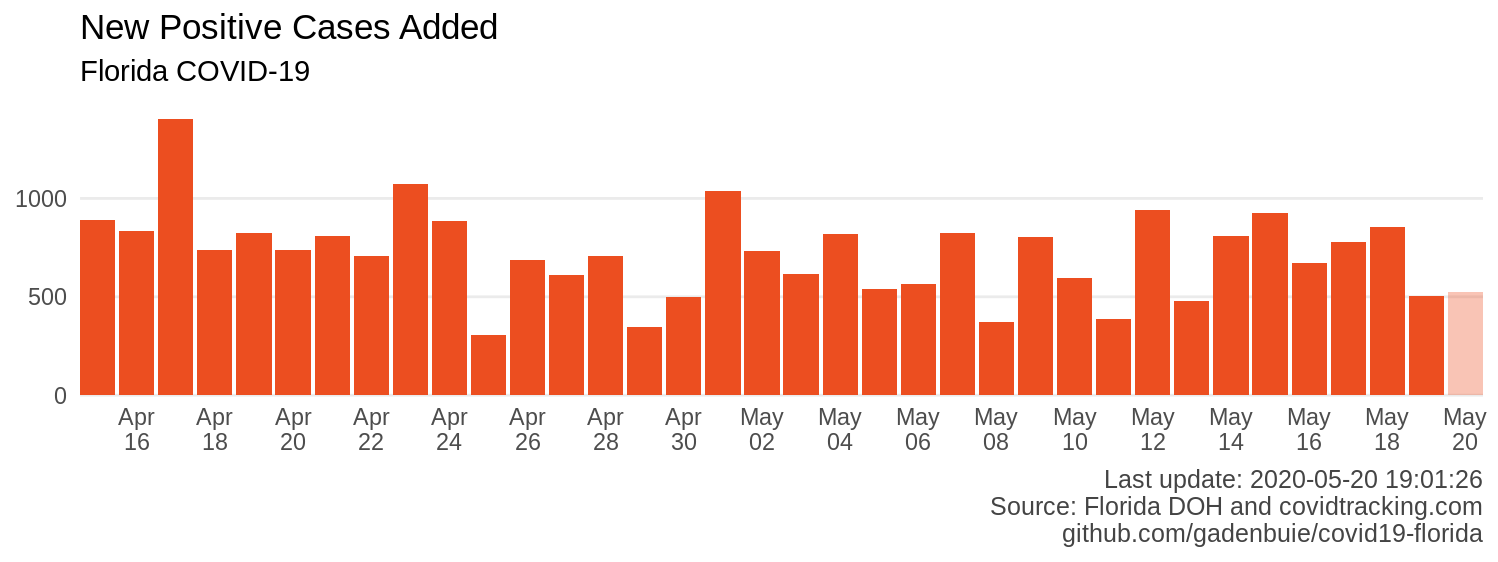 New Positive Cases Added
Florida COVID-19
1000
500
0
Apr Apr Apr Apr Apr Apr Apr Apr May May May May May May May May May May
16 18 20 22 24 26 28 30 02 04 06 08 10 12 14 16 18 20
Last update: 2020-05-20 19:01:26
Source: Florida DOH and covidtracking.com
github.com/gadenbuie/covid19-florida